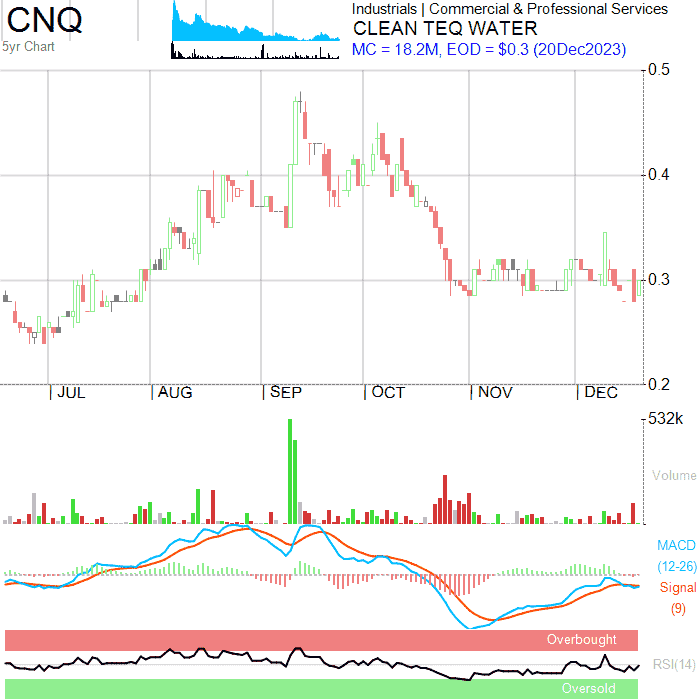 CNQ
5yr Chart
Industrials | Commercial & Professional Services
CLEAN TEQ WATER
MC = 18.2M, EOD = $0.3 (20Dec2023)
0.5
0.4
0.3
0.2
JUL AUG SEP OCT NOV DEC
532k
Volume
MACD
(12-26)
Signal
(9)
Overbought
RSI(14)
Oversold